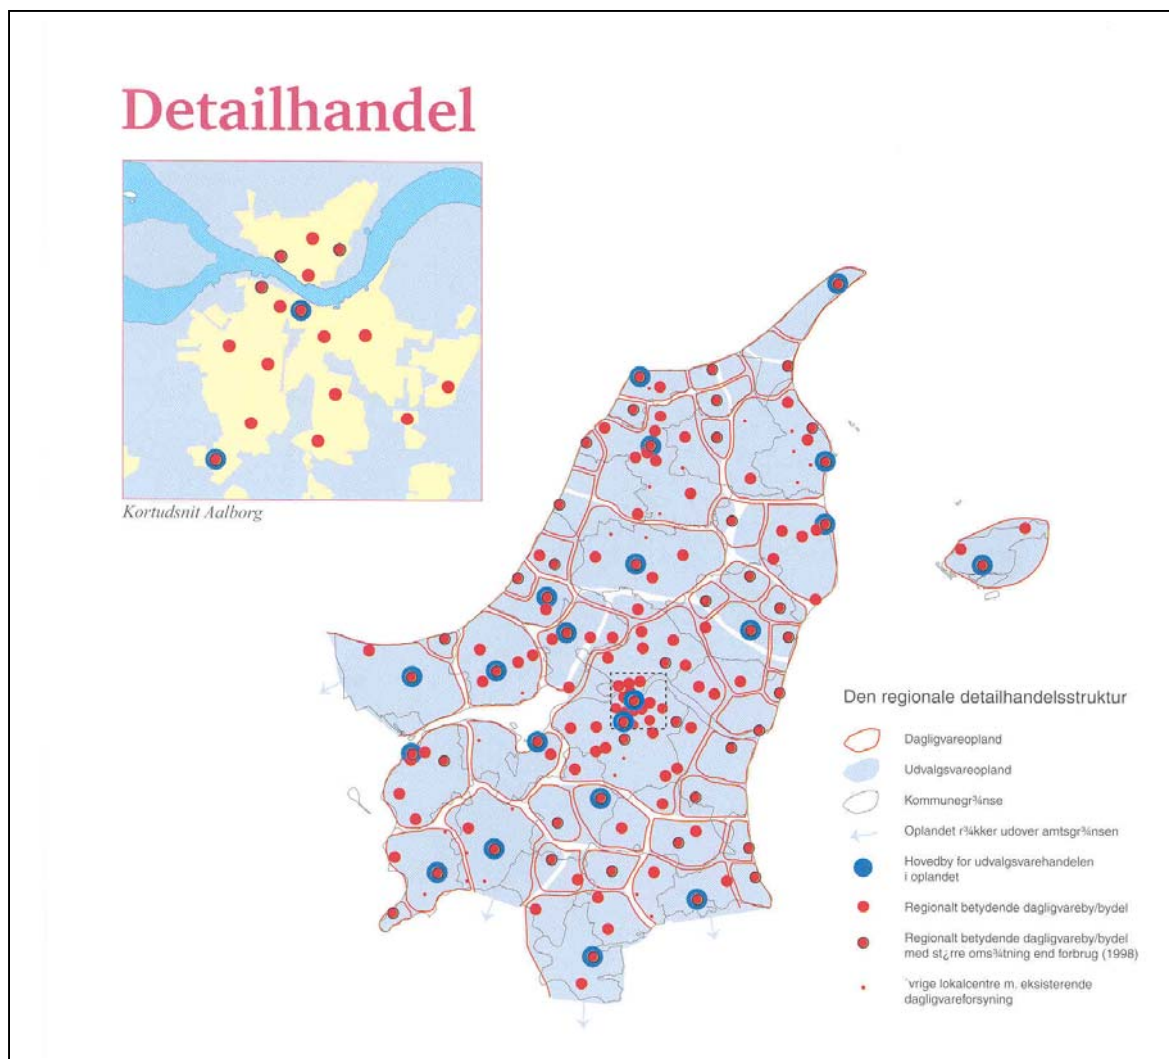 Detailhandel
Kortudsnit Aalborg
Den regionale detailhandelsstruktur
Dagligvareopland
Udvalgsvareopland
Kommunegr¾nse
Oplandet r¾kker udover amtsgr¾nsen
Hovedby for udvalgsvarehandelen
i oplandet
Regionalt betydende dagligvareby/bydel
Regionalt betydende dagligvareby/bydel
med st¿rre oms¾tning end forbrug (1998)
´vrige lokalcentre m. eksisterende
dagligvareforsyning